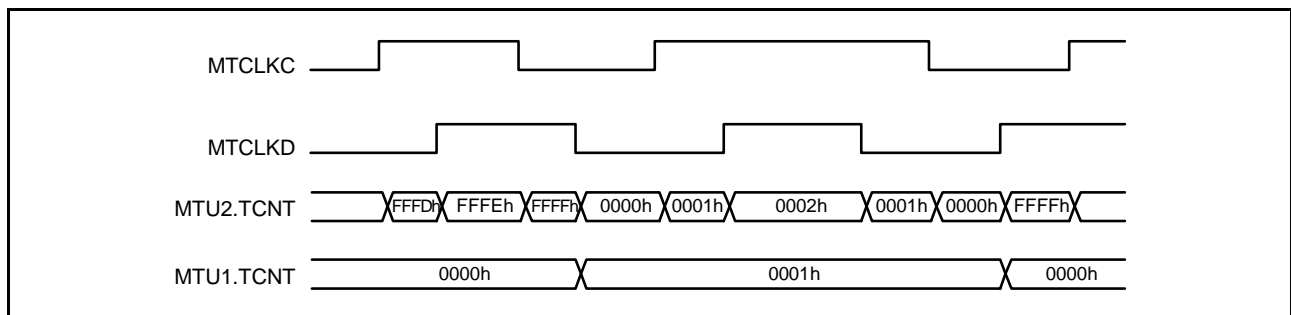 MTCLKC
MTCLKD
MTU2.TCNT FFFDh FFFEh FFFFh 0000h 0001h 0002h 0001h 0000h FFFFh
MTU1.TCNT 0000h 0001h 0000h